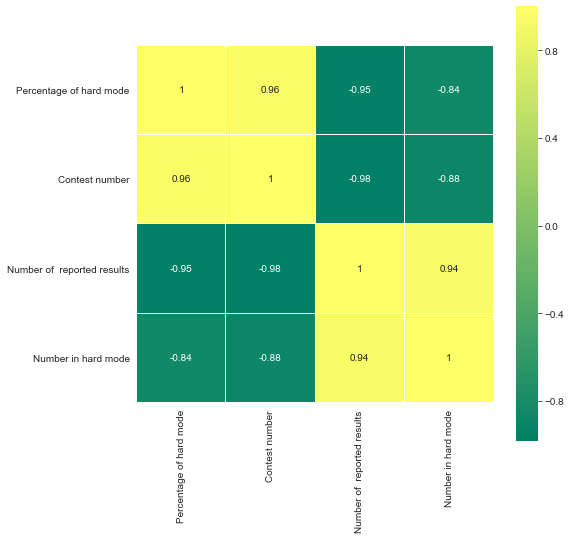 Percentage of hard mode 1 0.96 -0.95 -0.84
Contest number 0.96 1 -0.98 -0.88
Number of  reported results -0.95 -0.98 1 0.94
Number in hard mode -0.84 -0.88 0.94 1
Percentage of hard mode
Contest number
Number of  reported results
Number in hard mode
0.8
0.4
0.0
-0.4
-0.8